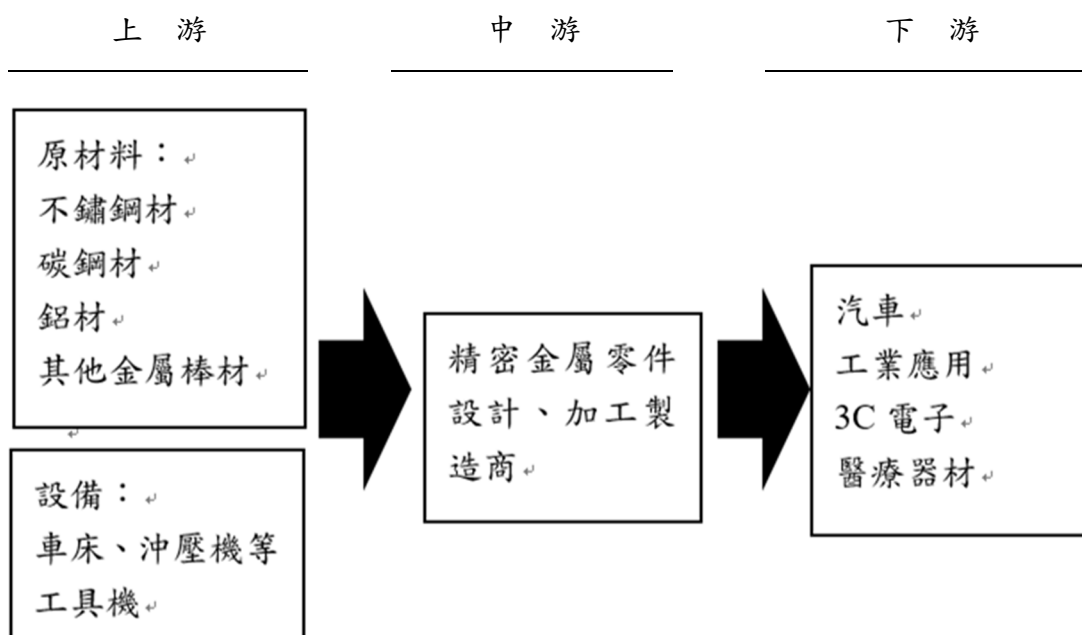 上 游
中 游
下 游
原材料：
不鏽鋼材
碳鋼材
鋁材
其他金屬棒材
設備：
車床、沖壓機等
工具機
精密金屬零件
設計、加工製
造商
汽車
工業應用
3C 電子
醫療器材